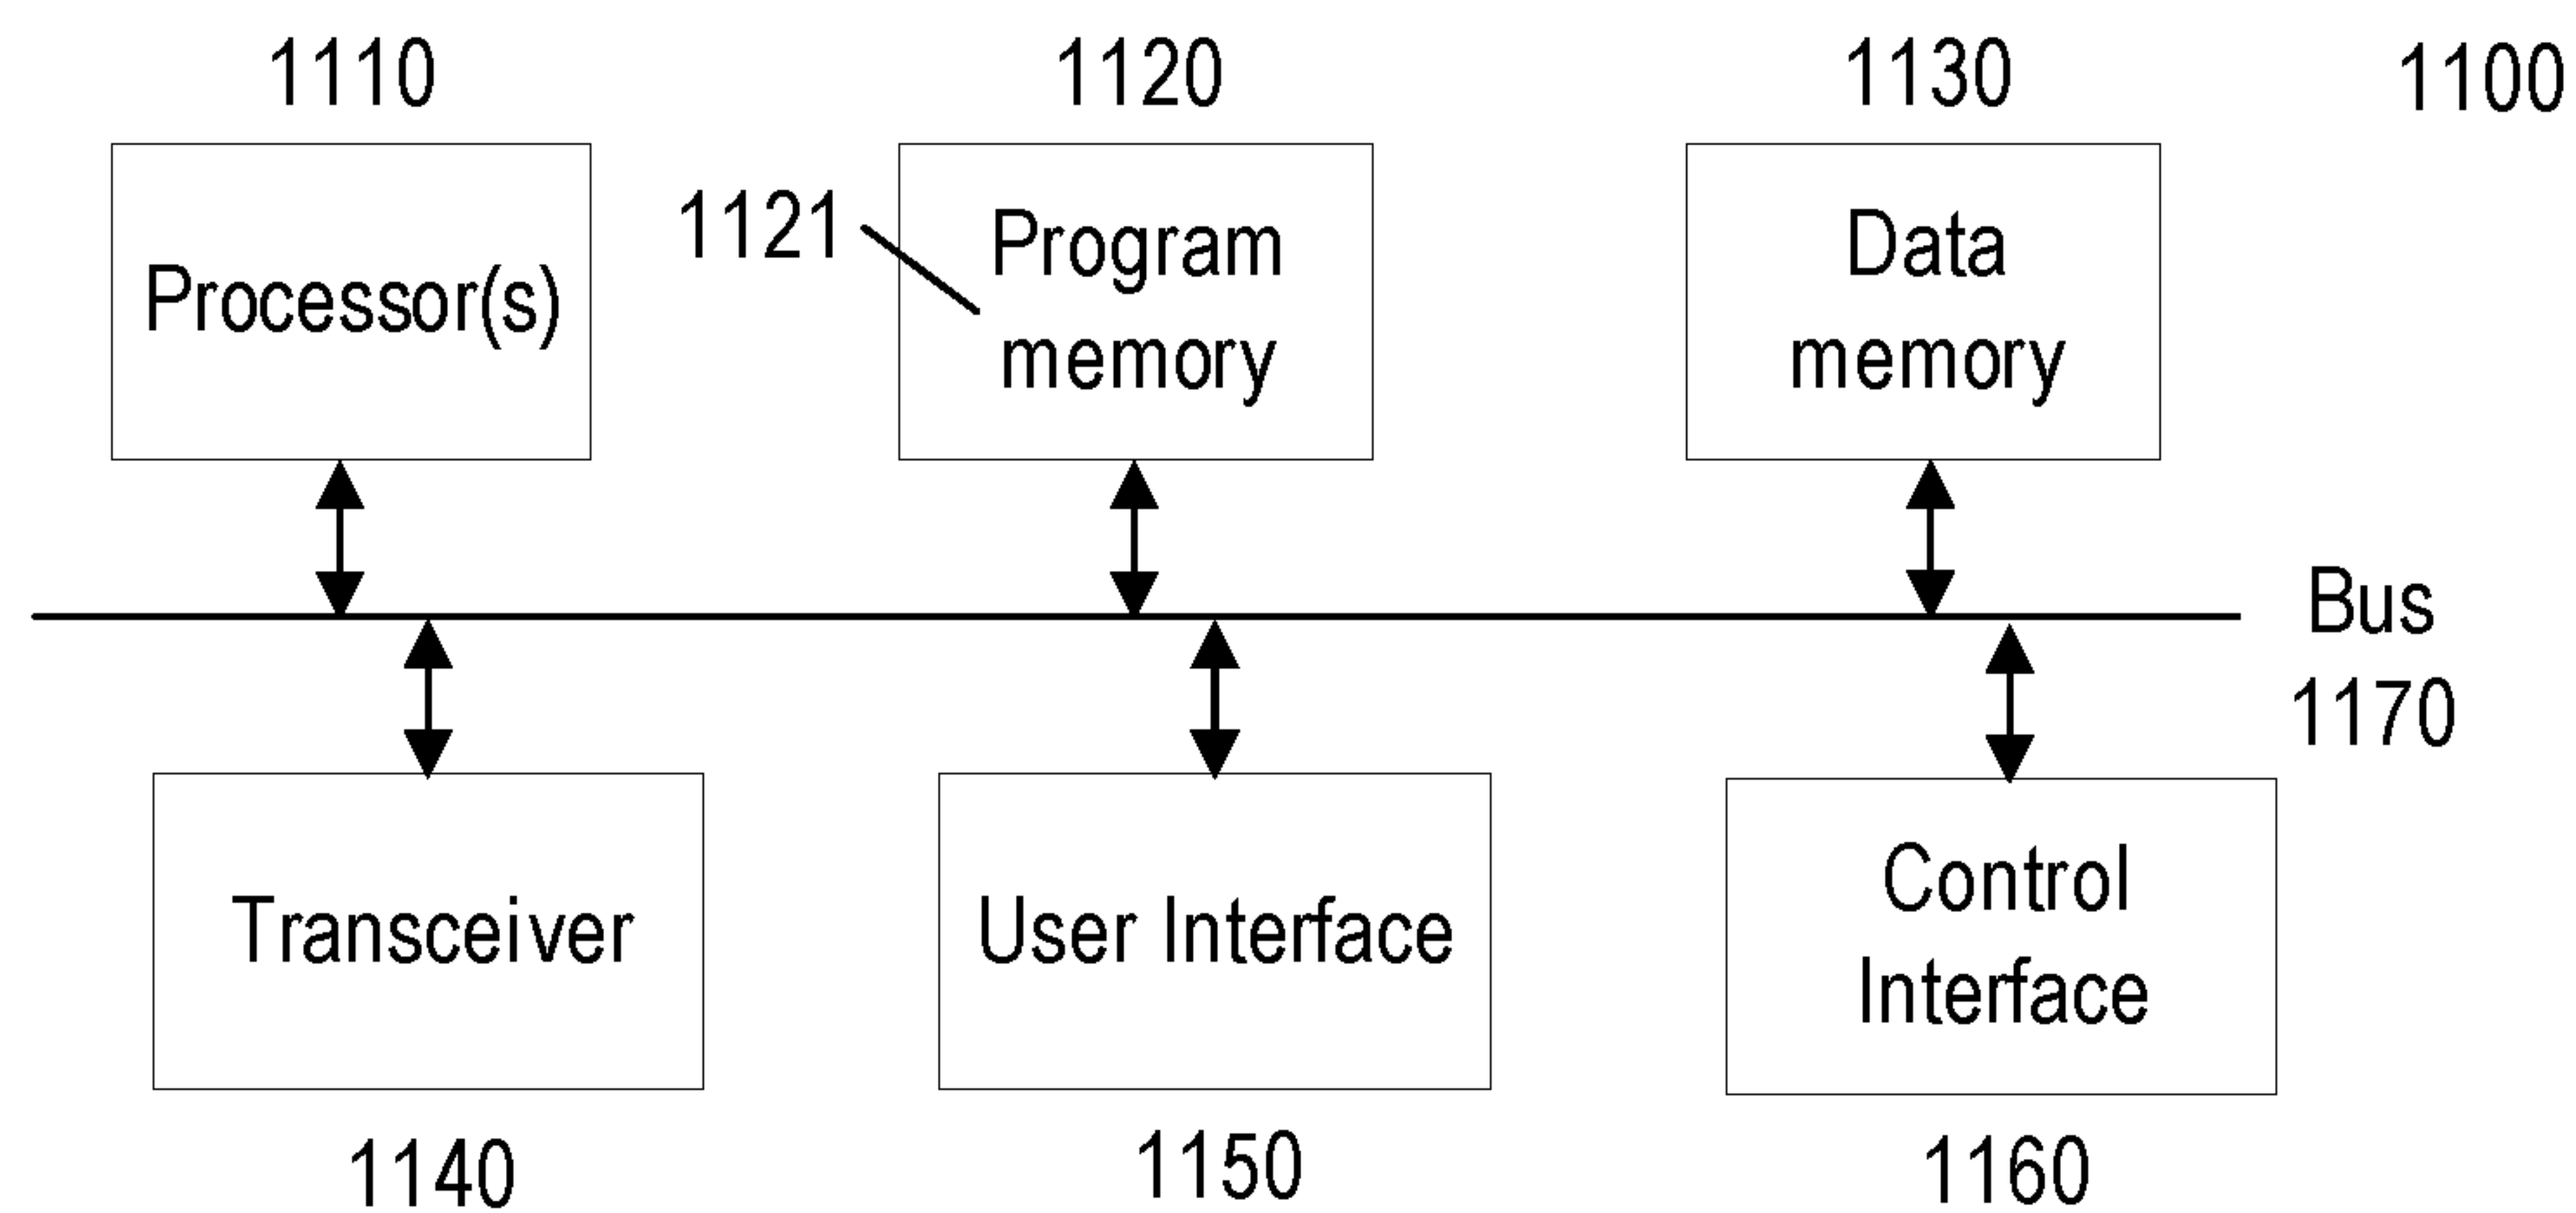 1110
1120
1130
1100
1121
Processor(s)
Program
memory
Data
memory
Bus
1170
Transceiver
User Interface
Control
Interface
1140
1150
1160